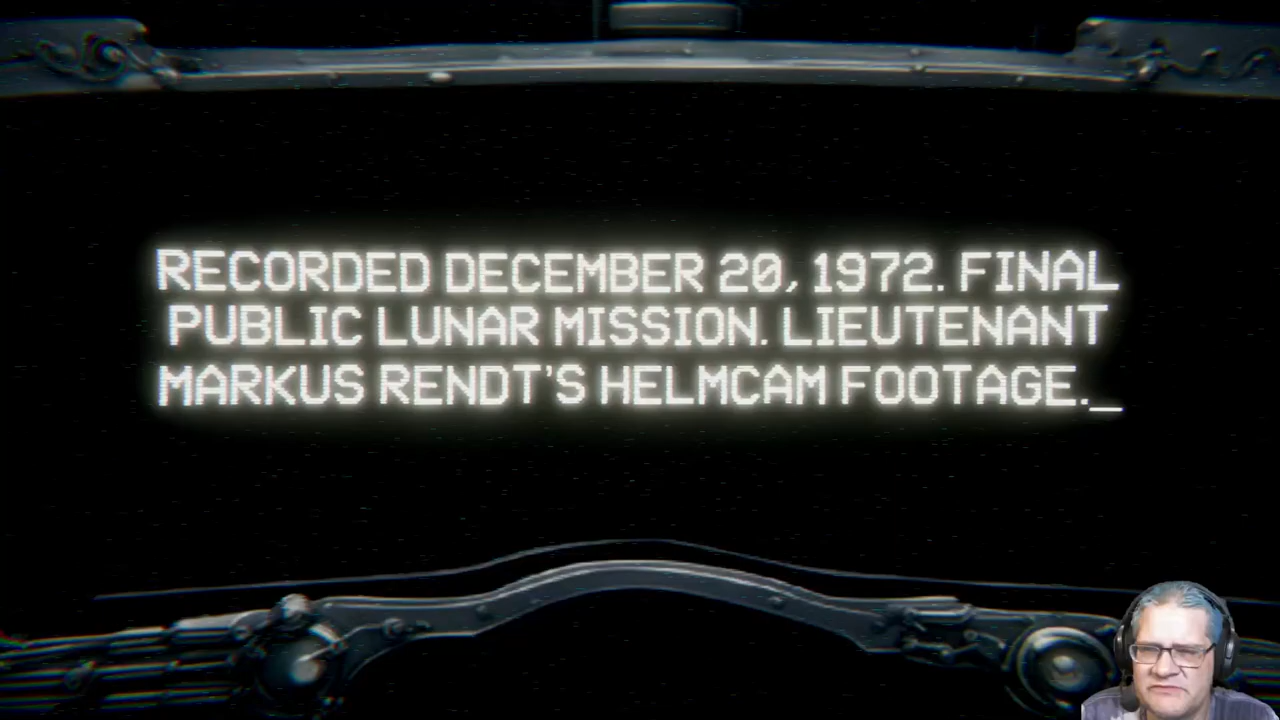 RECORDED DECEMBER 20, 1972. FINAL
PUBLIC LUNAR MISSION. LIEUTENANT
MARKUS RENDT'S HELMCAM FOOTAGE._